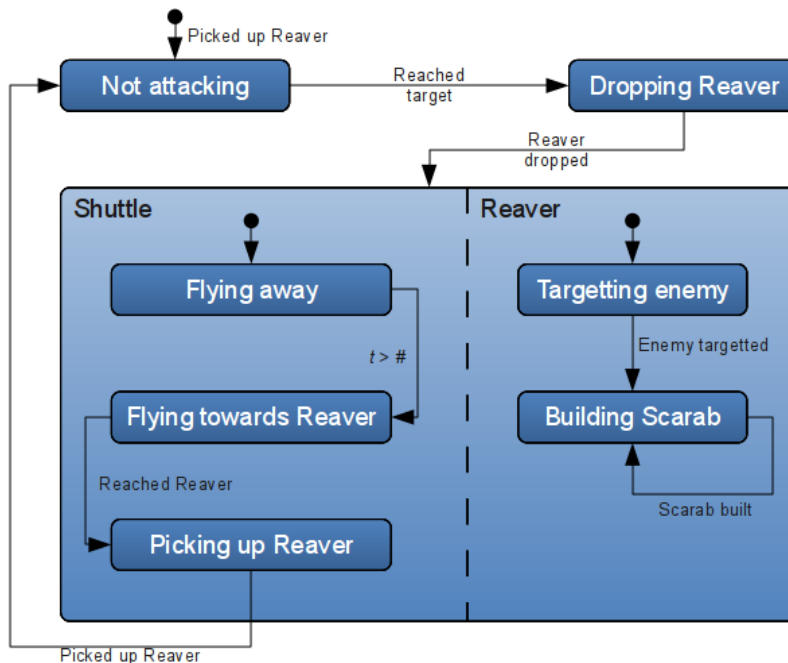 Picked up Reaver
Not attacking
Reached
target
Dropping Reaver
Reaver
dropped
Shuttle
Reaver
Flying away
Targetting enemy
t > #
Enemy targetted
Flying towards Reaver
Building Scarab
Reached Reaver
Scarab built
Picking up Reaver
Picked up Reaver